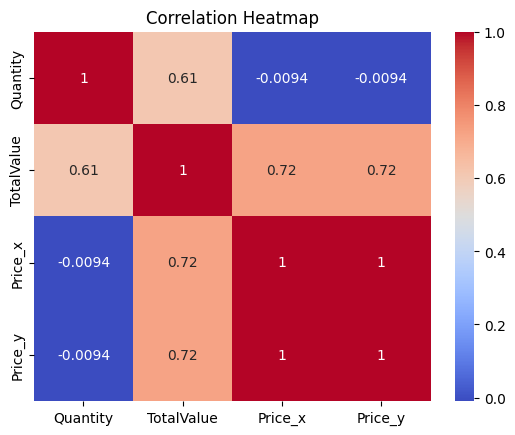 Correlation Heatmap
Quantity
1
0.61
-0.0094
-0.0094
TotalValue
0.61
1
0.72
0.72
Price_x
-0.0094
0.72
1
1
Price_y
-0.0094
0.72
1
1
Quantity
TotalValue
Price_x
Price_y
1.0
0.8
0.6
0.4
0.2
0.0